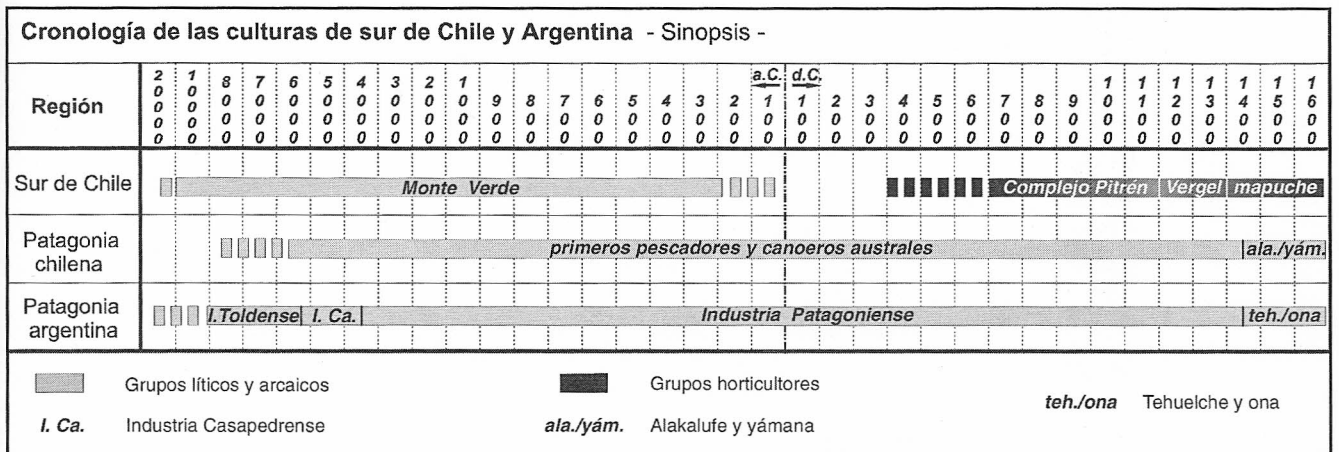 Cronología de las culturas de sur de Chile y Argentina - Sinopsis -
Región 20000 10000 8000 7000 6000 5000 4000 3000 2000 1000 900 800 700 600 500 400 300 200 a.C. 100 d.C. 100 200 300 400 500 600 700 800 900 1000 1100 1200 1300 1400 1500 1600
Sur de Chile Monte Verde Complejo Pitrén Vergel mapuche
Patagonia
chilena primeros pescadores y canoeros australes ala./yám.
Patagonia
argentina I.Toldense I. Ca. Industria Patagoniense teh./ona
Grupos líticos y arcaicos Grupos horticultores teh./ona Tehuelche y ona
I. Ca. Industria Casapedrense ala./yám. Alakalufe y yámana